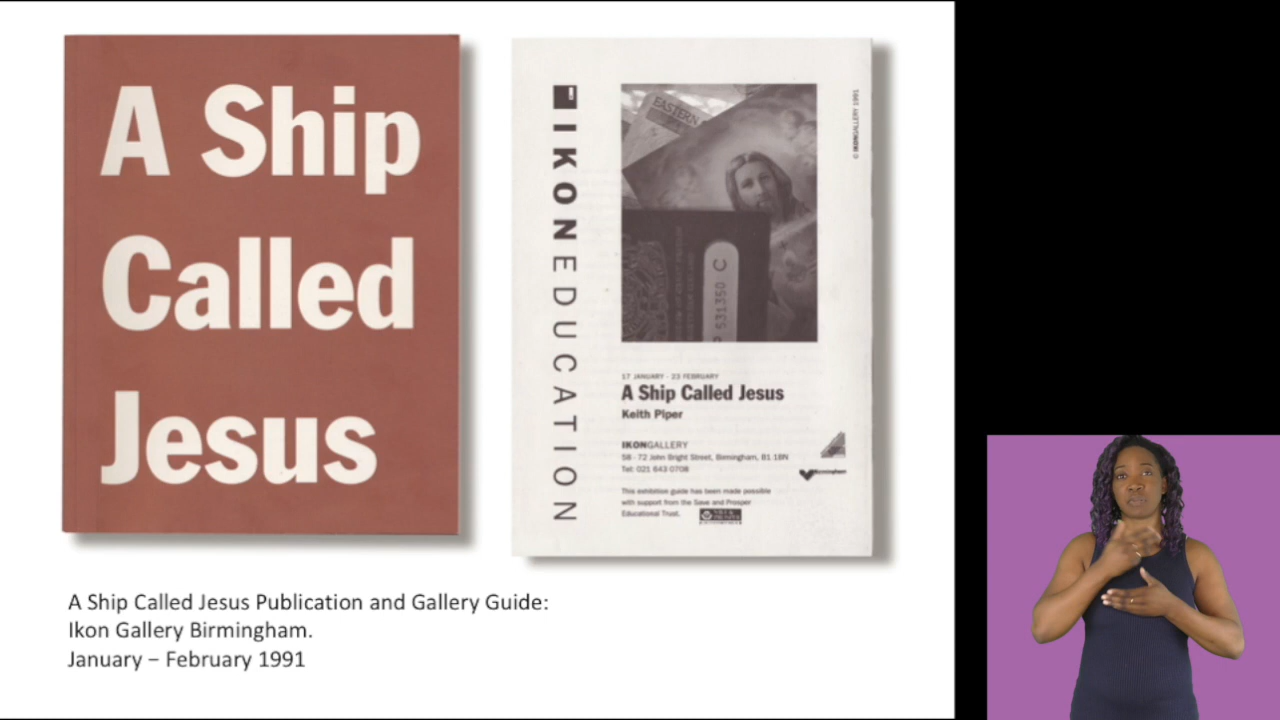 A Ship
Called
Jesus
IKONEDUCATION
EASTERN
531350 C
17 JANUARY - 23 FEBRUARY
A Ship Called Jesus
Keith Piper
IKONGALLERY
58 - 72 John Bright Street, Birmingham, B1 1BN
Tel: 021 643 0708
Birmingham
This exhibition guide has been made possible
with support from the Save and Prosper
Educational Trust.
A Ship Called Jesus Publication and Gallery Guide:
Ikon Gallery Birmingham.
January – February 1991